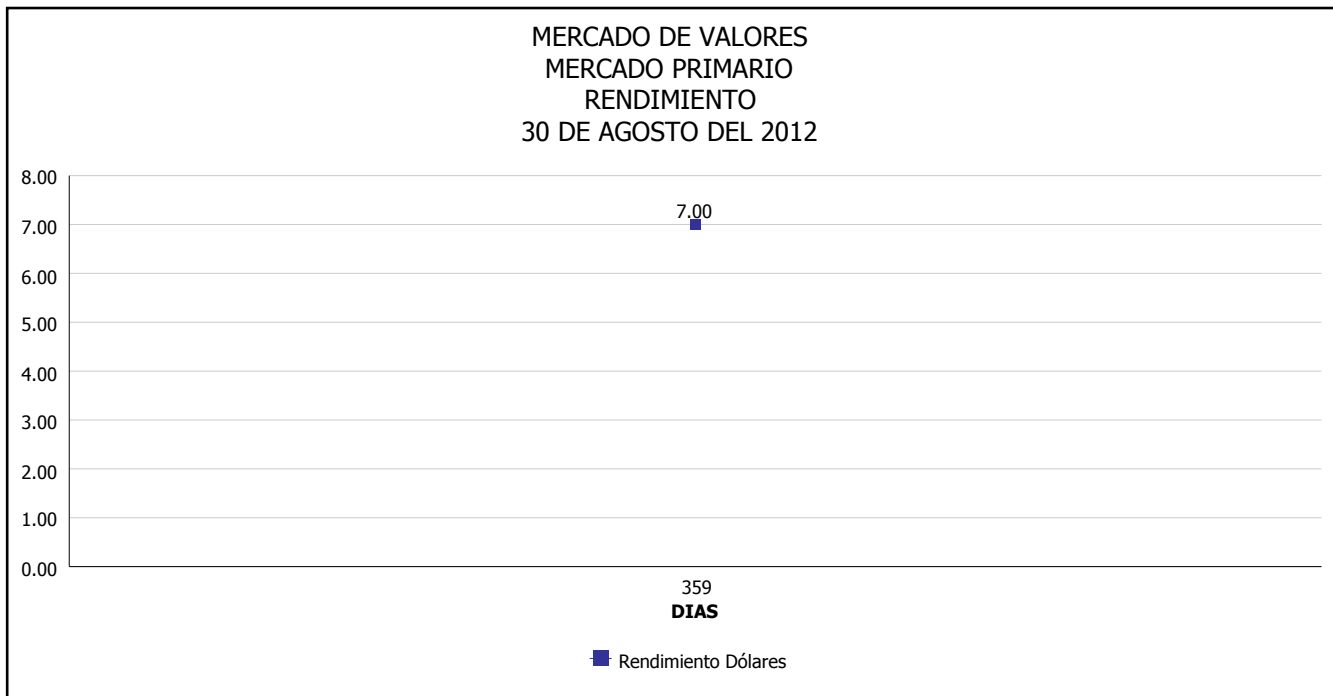 MERCADO DE VALORES
MERCADO PRIMARIO
RENDIMIENTO
30 DE AGOSTO DEL 2012
8.00
7.00
7.00
6.00
5.00
4.00
3.00
2.00
1.00
0.00
359
DIAS
Rendimiento Dólares